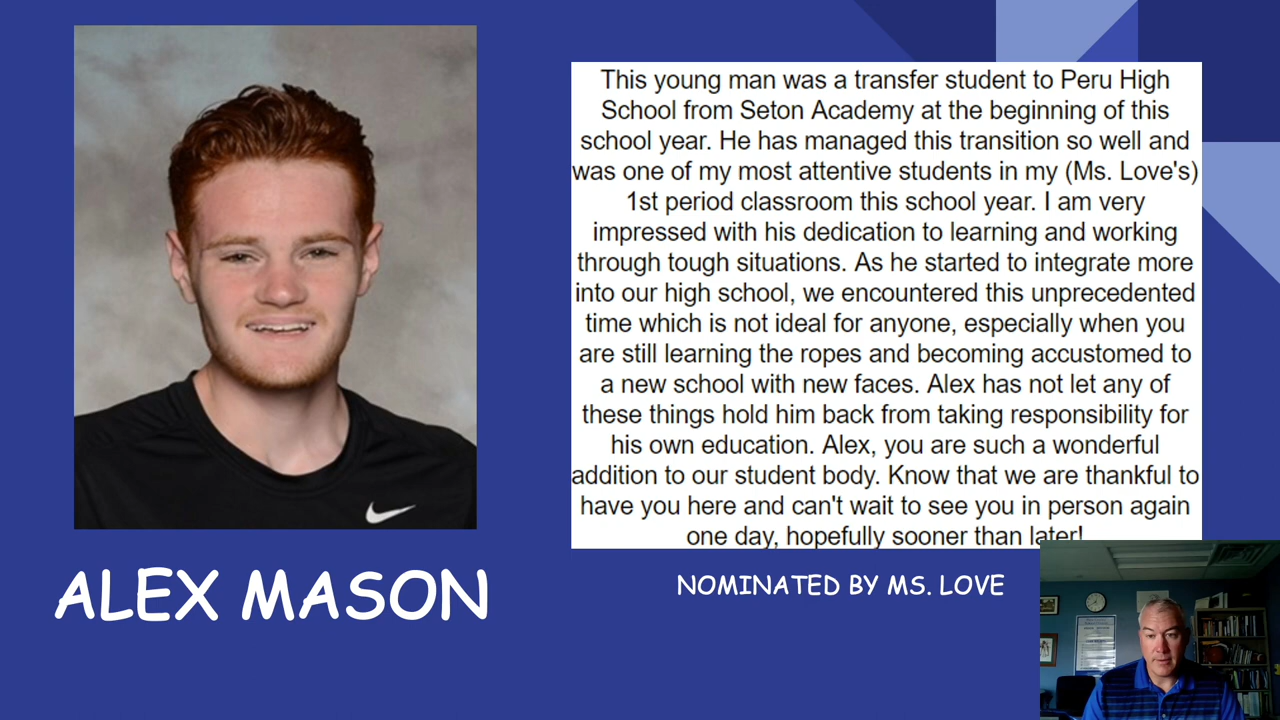 This young man was a transfer student to Peru High
School from Seton Academy at the beginning of this
school year. He has managed this transition so well and
was one of my most attentive students in my (Ms. Love's)
1st period classroom this school year. I am very
impressed with his dedication to learning and working
through tough situations. As he started to integrate more
into our high school, we encountered this unprecedented
time which is not ideal for anyone, especially when you
are still learning the ropes and becoming accustomed to
a new school with new faces. Alex has not let any of
these things hold him back from taking responsibility for
his own education. Alex, you are such a wonderful
addition to our student body. Know that we are thankful to
have you here and can't wait to see you in person again
one day, hopefully sooner than later!
ALEX MASON
NOMINATED BY MS. LOVE